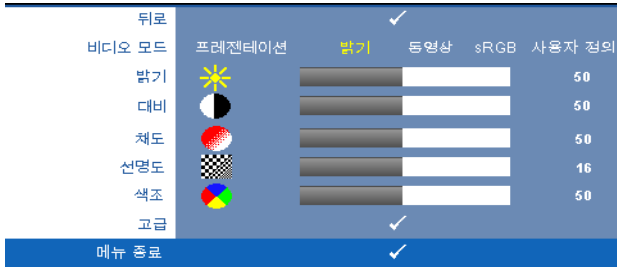 뒤로
비디오 모드 프레젠테이션 밝기 동영상 sRGB 사용자 정의
밝기 50
대비 50
채도 50
선명도 16
색조 50
고급
메뉴 종료